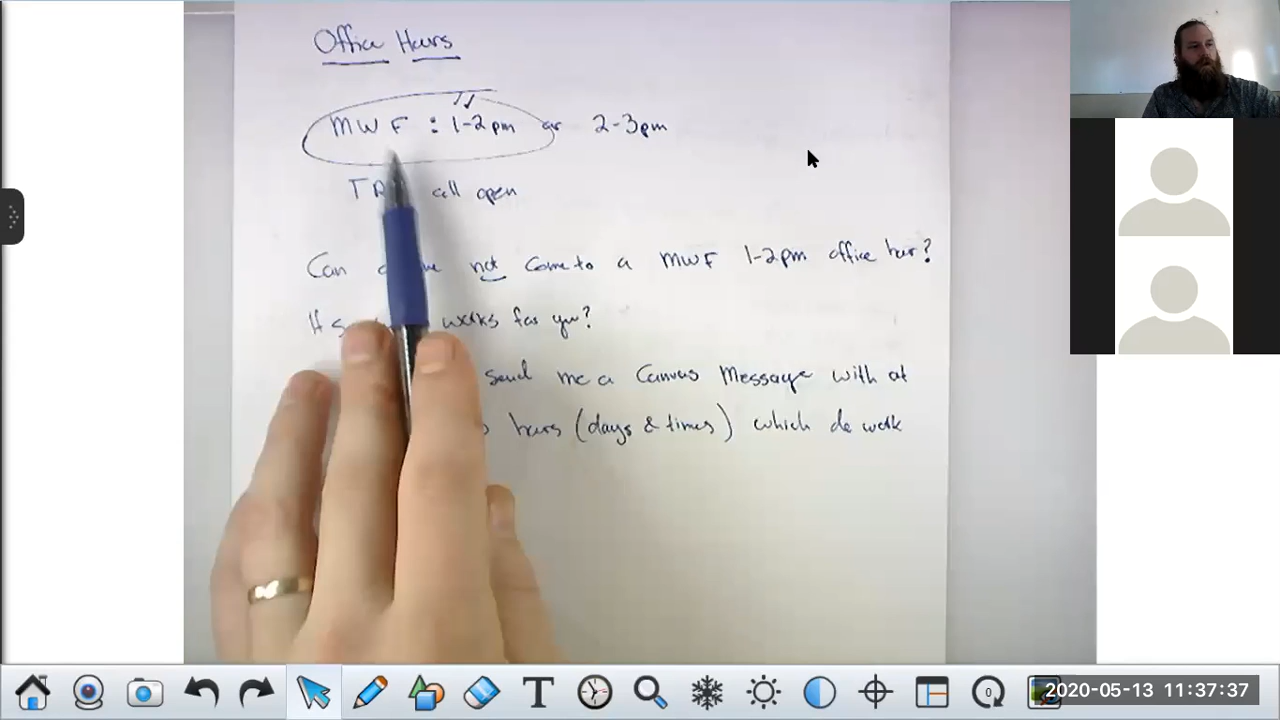 Office Hours
MWF : 1-2pm or 2-3pm
all open
Can not come to a MWF 1-2pm office hour?
works for you?
send me a Canvas Message with at
hours (days & times) which do work
T
0
2020-05-13 11:37:37